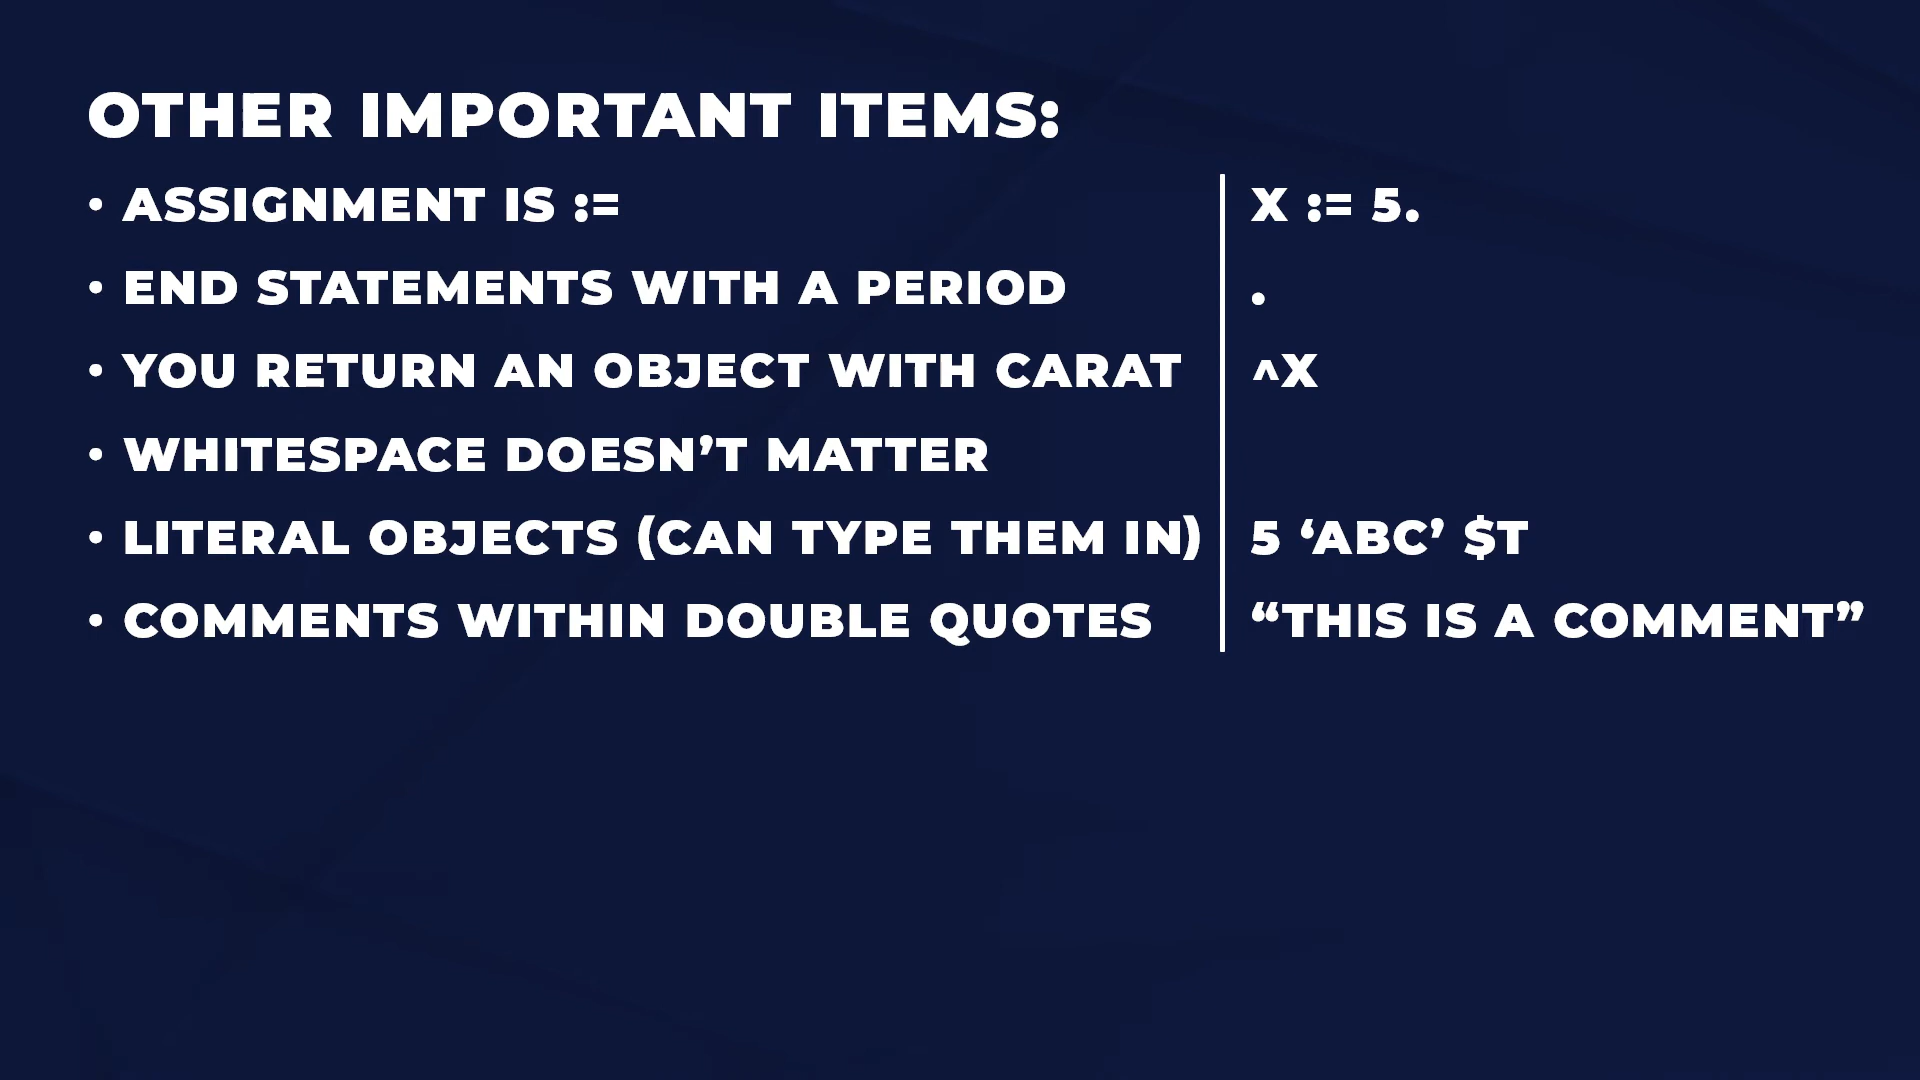 OTHER IMPORTANT ITEMS:
• ASSIGNMENT IS := X := 5.
• END STATEMENTS WITH A PERIOD .
• YOU RETURN AN OBJECT WITH CARAT ^X
• WHITESPACE DOESN’T MATTER
• LITERAL OBJECTS (CAN TYPE THEM IN) 5 ‘ABC’ $T
• COMMENTS WITHIN DOUBLE QUOTES “THIS IS A COMMENT”